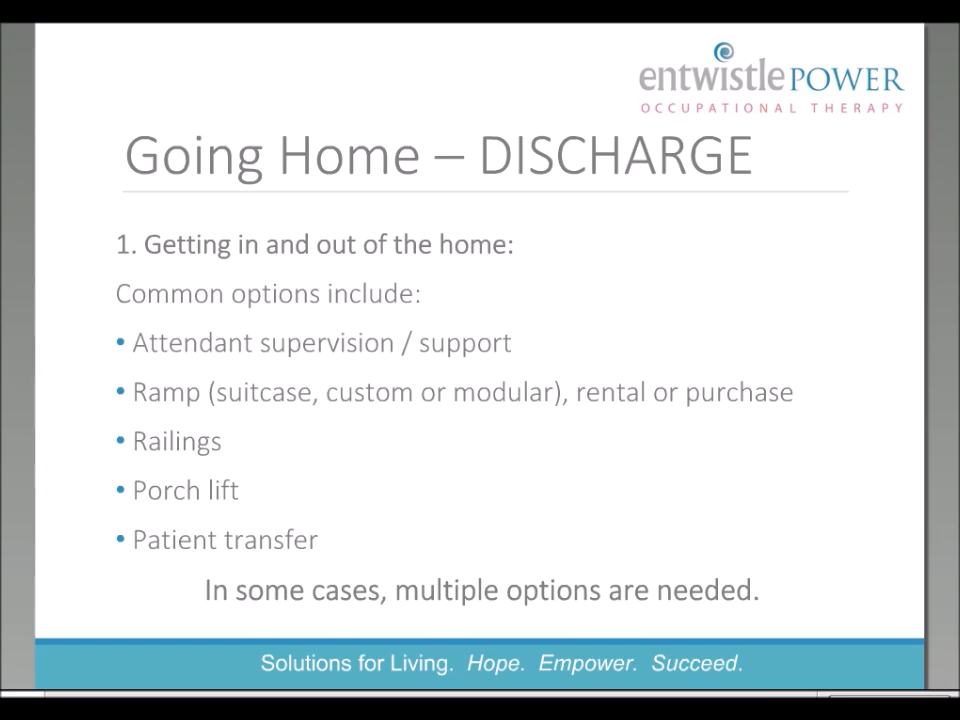 entwistlePOWER
OCCUPATIONAL THERAPY
Going Home – DISCHARGE
1. Getting in and out of the home:
Common options include:
• Attendant supervision / support
• Ramp (suitcase, custom or modular), rental or purchase
• Railings
• Porch lift
• Patient transfer
In some cases, multiple options are needed.
Solutions for Living. Hope. Empower. Succeed.